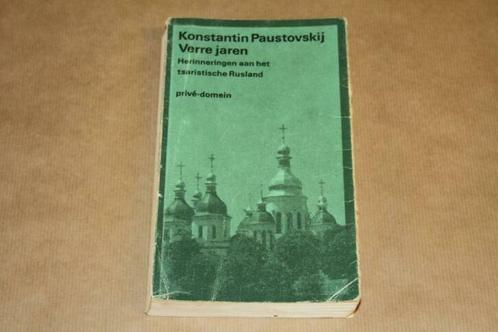 Konstantin Paustovskij
Verre jaren
Herinneringen aan het
tsaristische Rusland
privé-domein